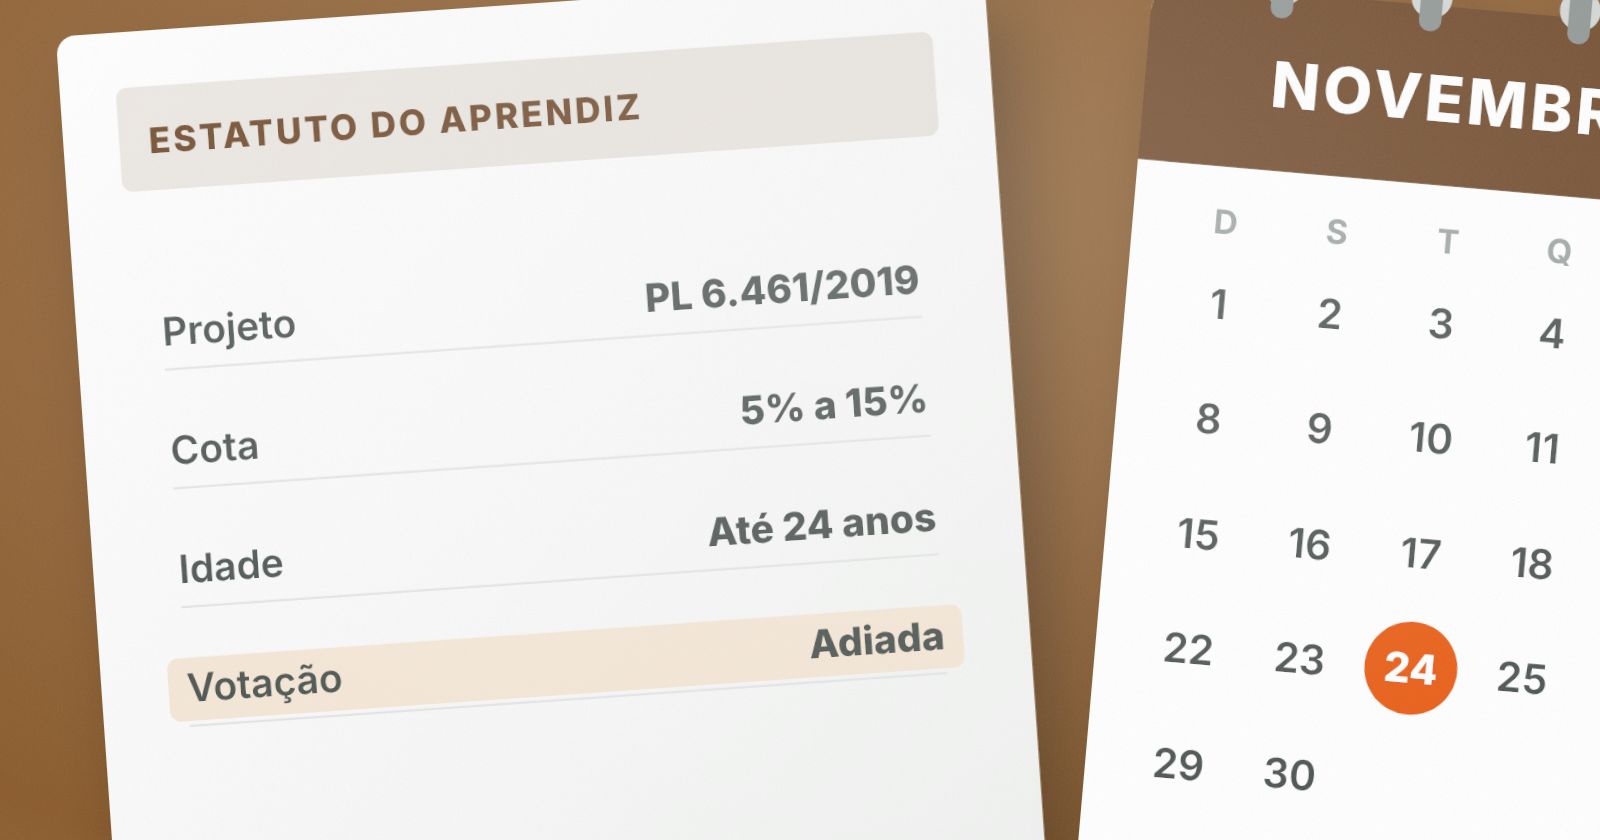 ESTATUTO DO APRENDIZ
Projeto PL 6.461/2019
Cota 5% a 15%
Idade Até 24 anos
Votação Adiada
NOVEMBR
D S T Q
1 2 3 4
8 9 10 11
15 16 17 18
22 23 24 25
29 30